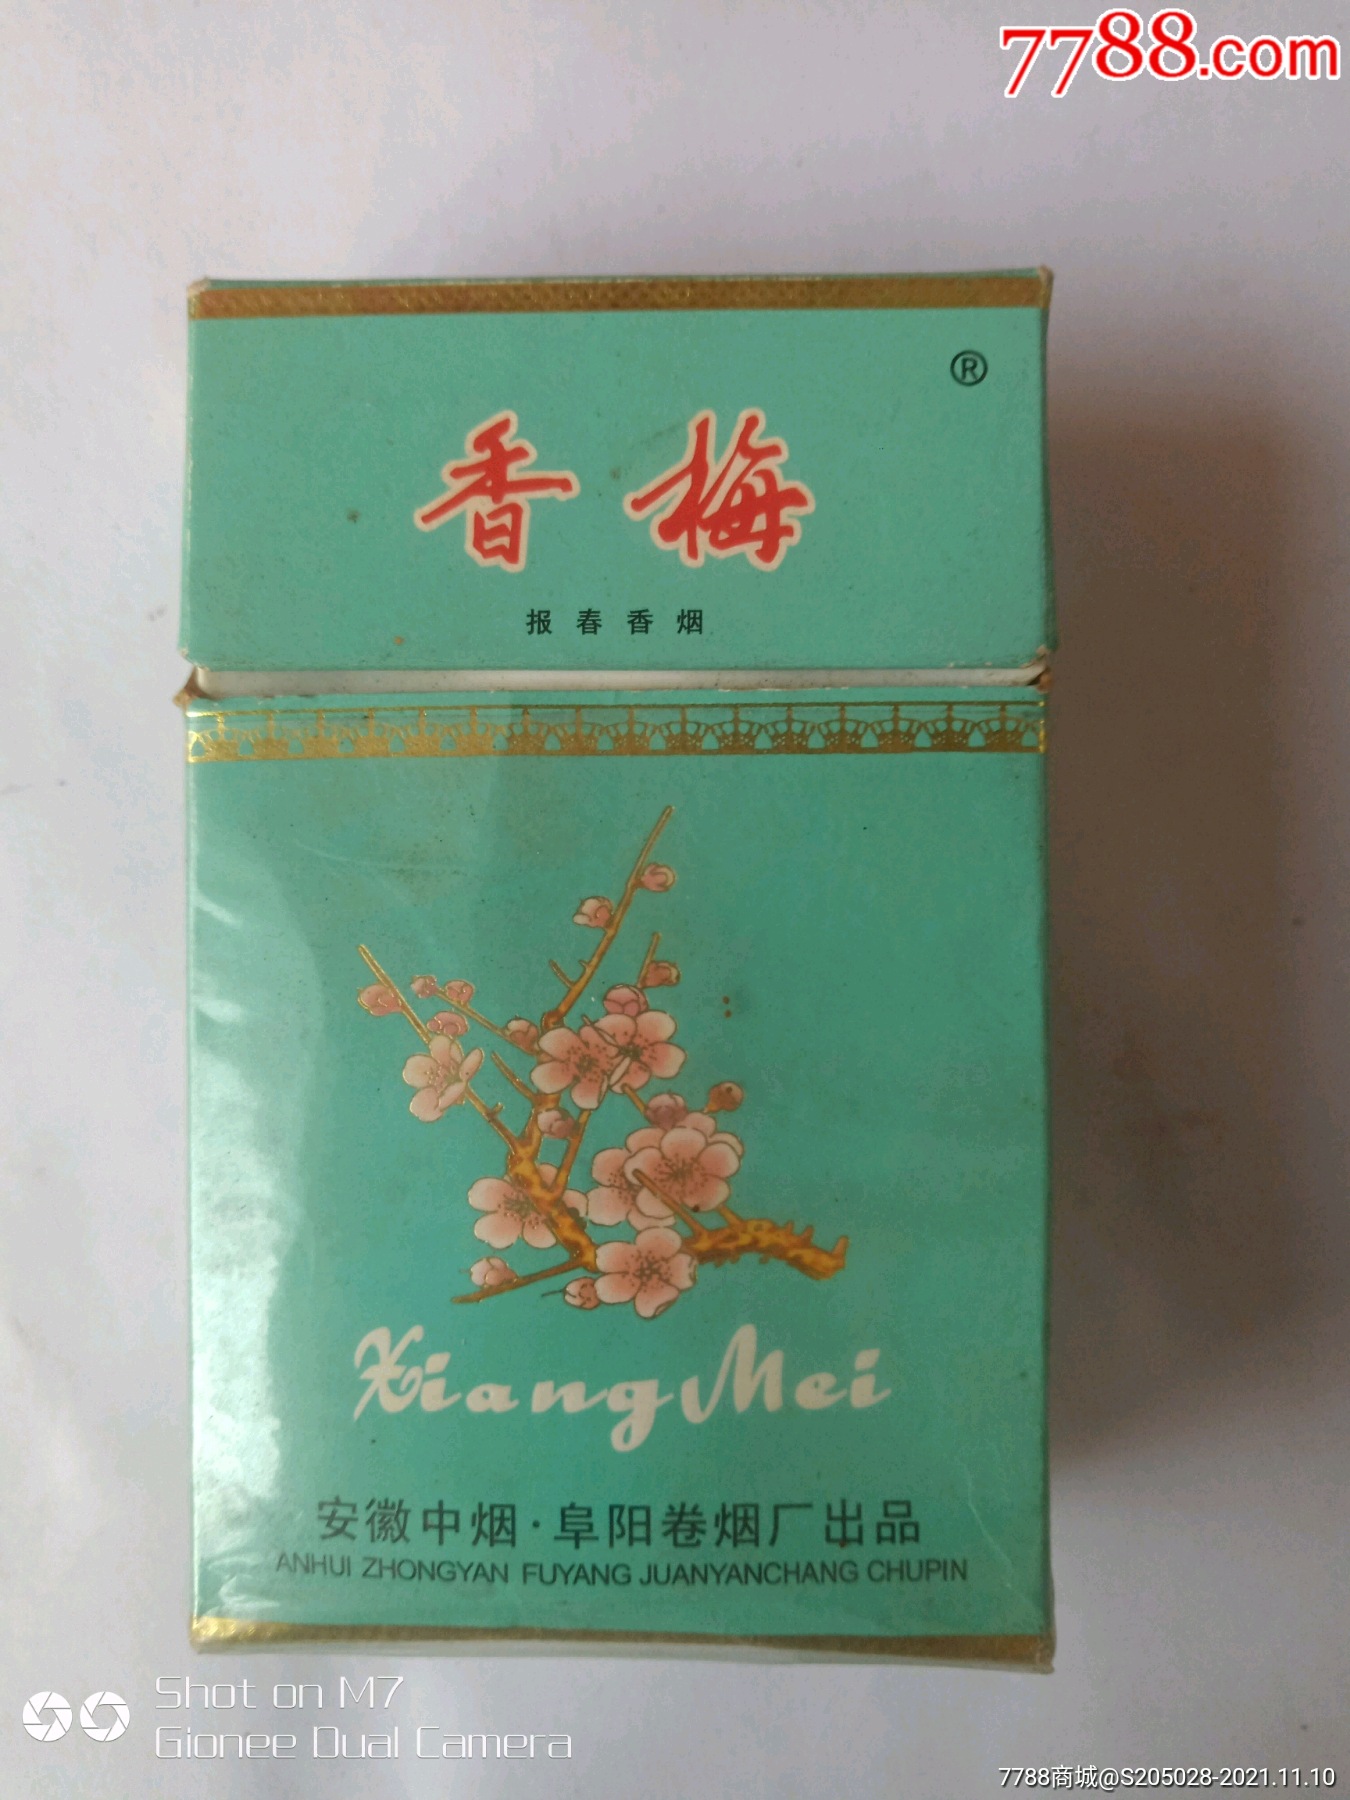 7788.com
®
香梅
报春香烟
Xiang Mei
安徽中烟·阜阳卷烟厂出品
ANHUI ZHONGYAN FUYANG JUANYANCHANG CHUPIN
Shot on M7
Gionee Dual Camera
7788商城@S205028-2021.11.10